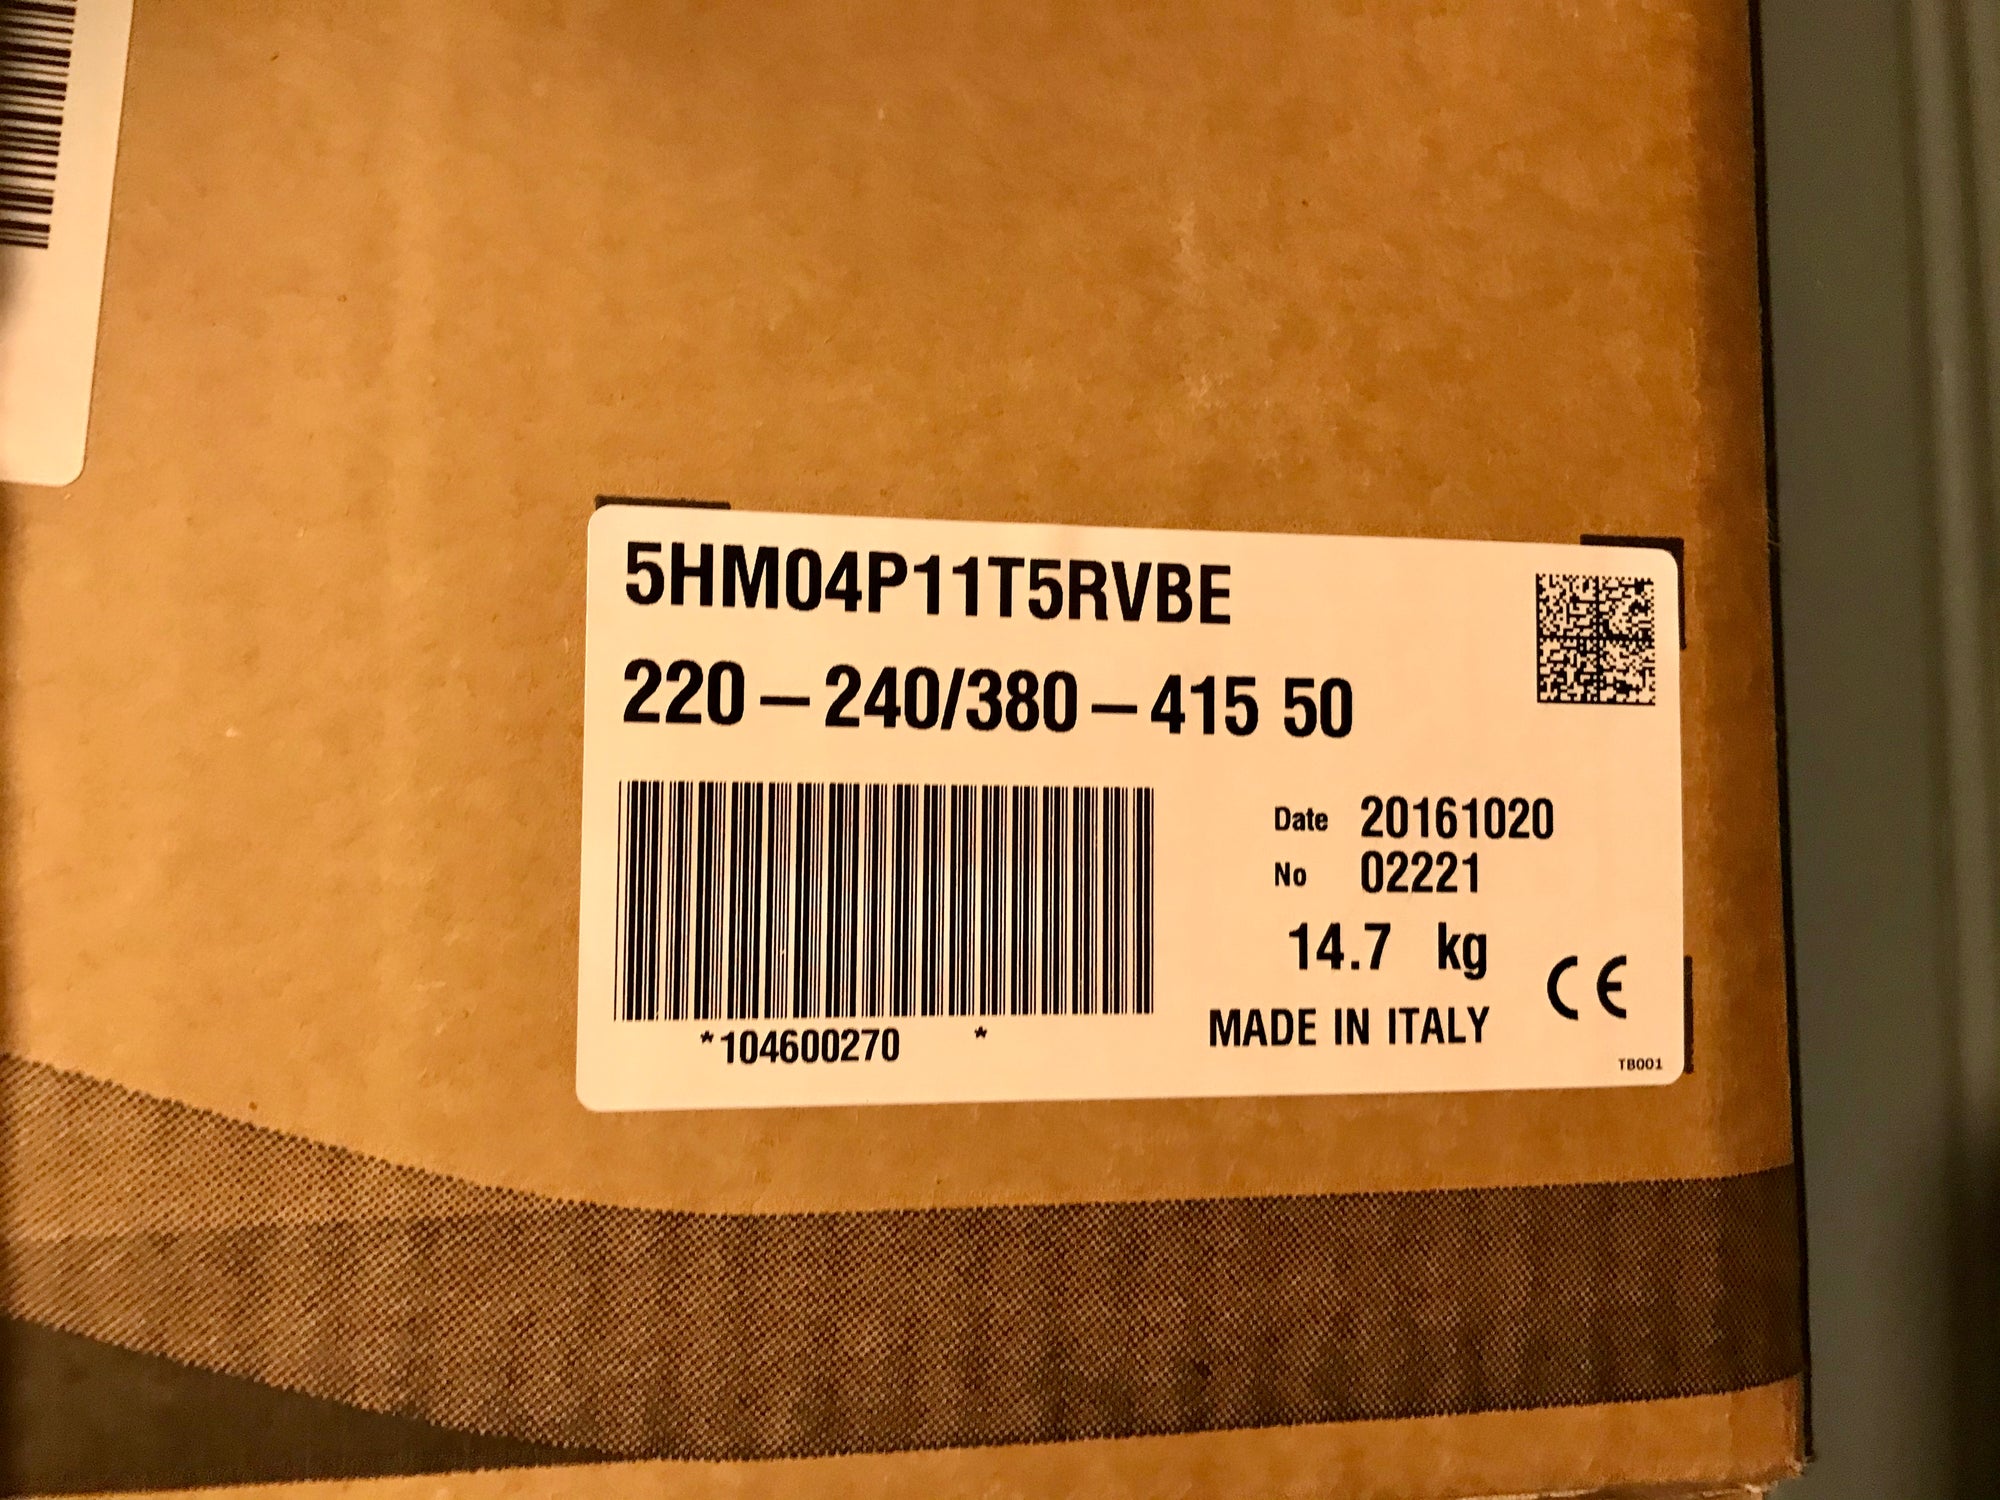 5HM04P11T5RVBE
220-240/380-415 50
Date 20161020
No 02221
14.7 kg
CE
MADE IN ITALY
*104600270 *
TB001